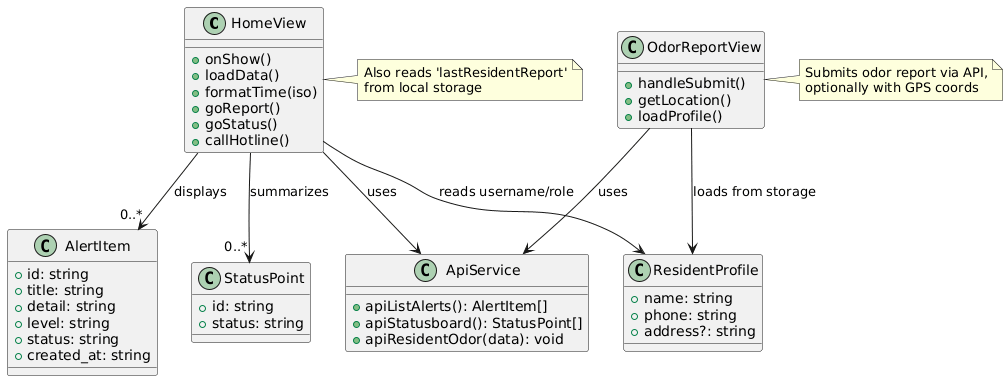 C HomeView
onShow()
loadData()
formatTime(iso)
goReport()
goStatus()
callHotline()
Also reads 'lastResidentReport'
from local storage
C OdorReportView
handleSubmit()
getLocation()
loadProfile()
Submits odor report via API,
optionally with GPS coords
displays
summarizes
uses
reads username/role
uses
loads from storage
0..*
0..*
C AlertItem
id: string
title: string
detail: string
level: string
status: string
created_at: string
C StatusPoint
id: string
status: string
C ApiService
apiListAlerts(): AlertItem[]
apiStatusboard(): StatusPoint[]
apiResidentOdor(data): void
C ResidentProfile
name: string
phone: string
address?: string